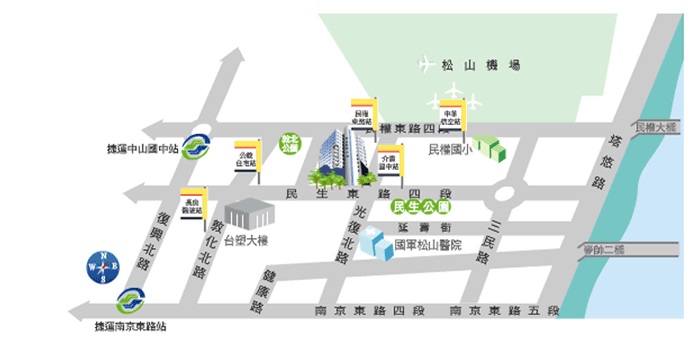 松山機場
民權東路站
中華航空站
民權東路四段
民權大橋
捷運中山國中站
敦北公園
公教住宅站
介壽國中站
民權國小
塔悠路
長庚醫院站
民生東路四段
民生公園
復興北路
敦化北路
台塑大樓
光復北路
延壽街
三民路
國軍松山醫院
麥帥二橋
N
W
E
S
健康路
南京東路四段
南京東路五段
捷運南京東路站